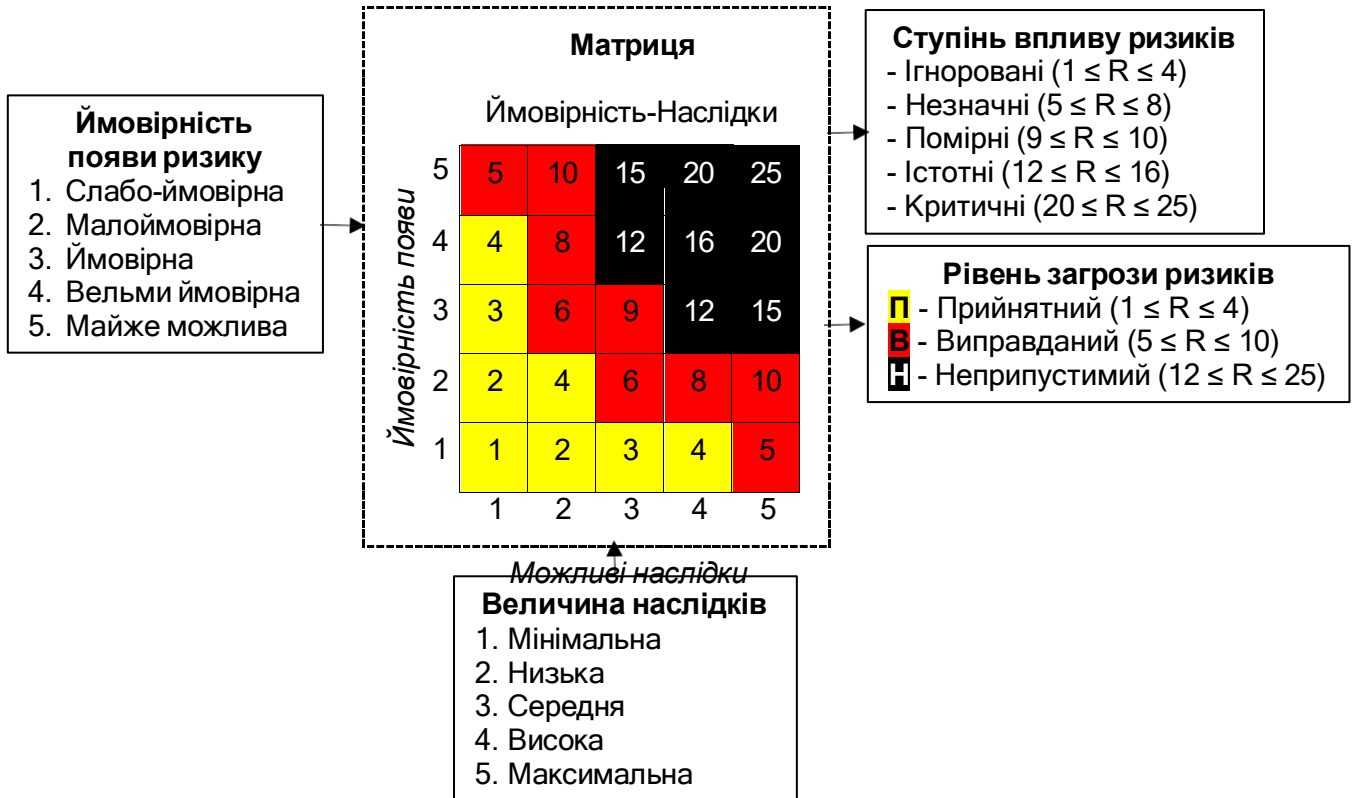 Ймовірність
появи ризику
1. Слабо-ймовірна
2. Малоймовірна
3. Ймовірна
4. Вельми ймовірна
5. Майже можлива
Матриця
Ймовірність-Наслідки
Ймовірність появи
5 5 10 15 20 25
4 4 8 12 16 20
3 3 6 9 12 15
2 2 4 6 8 10
1 1 2 3 4 5
1 2 3 4 5
Можливі наслідки
Величина наслідків
1. Мінімальна
2. Низька
3. Середня
4. Висока
5. Максимальна
Ступінь впливу ризиків
- Ігноровані (1 ≤ R ≤ 4)
- Незначні (5 ≤ R ≤ 8)
- Помірні (9 ≤ R ≤ 10)
- Істотні (12 ≤ R ≤ 16)
- Критичні (20 ≤ R ≤ 25)
Рівень загрози ризиків
П - Прийнятний (1 ≤ R ≤ 4)
В - Виправданий (5 ≤ R ≤ 10)
Н - Неприпустимий (12 ≤ R ≤ 25)